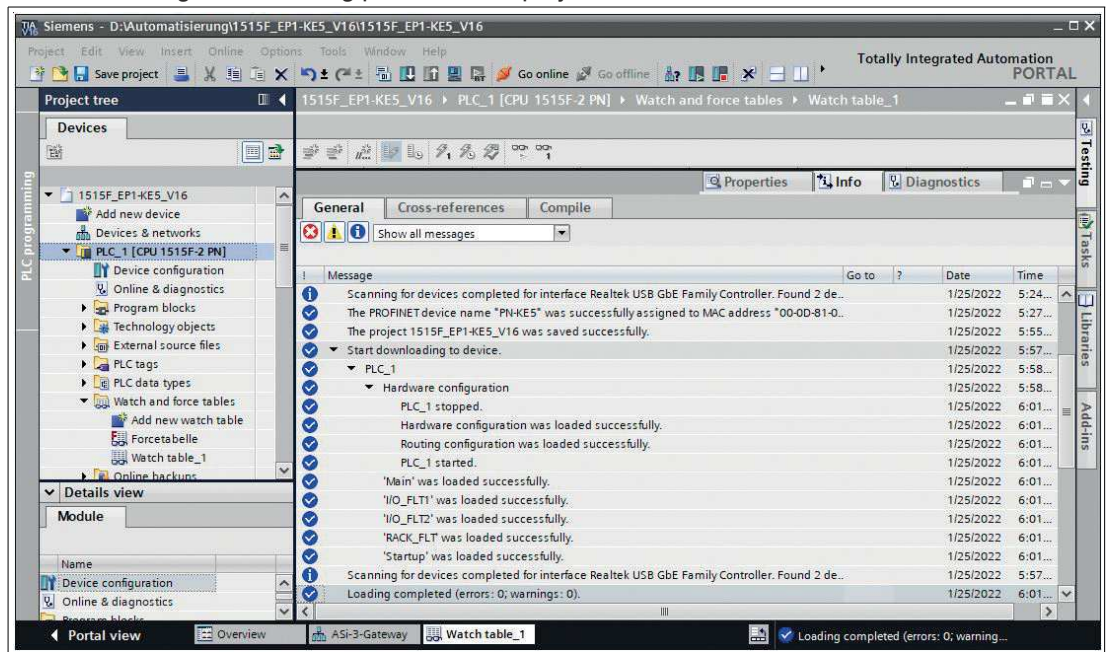 Siemens - D:\Automatisierung\1515F_EP1-KE5_V16\1515F_EP1-KE5_V16
Project Edit View Insert Online Options Tools Window Help
Totally Integrated Automation
PORTAL
Save project Go online Go offline
Project tree
1515F_EP1-KE5_V16 PLC_1 [CPU 1515F-2 PN] Watch and force tables Watch table_1
Devices
PLC programming
1515F_EP1-KE5_V16
Add new device
Devices & networks
PLC_1 [CPU 1515F-2 PN]
Device configuration
Online & diagnostics
Program blocks
Technology objects
External source files
PLC tags
PLC data types
Watch and force tables
Add new watch table
Forcetabelle
Watch table_1
Online backups
Details view
Module
Name
Device configuration
Online & diagnostics
Program blocks
Properties Info Diagnostics
General Cross-references Compile
Show all messages
! Message Go to ? Date Time
Scanning for devices completed for interface Realtek USB GbE Family Controller. Found 2 de.. 1/25/2022 5:24...
The PROFINET device name "PN-KE5" was successfully assigned to MAC address "00-0D-81-0.. 1/25/2022 5:27...
The project 1515F_EP1-KE5_V16 was saved successfully. 1/25/2022 5:55...
Start downloading to device. 1/25/2022 5:57...
PLC_1 1/25/2022 5:58...
Hardware configuration 1/25/2022 5:58...
PLC_1 stopped. 1/25/2022 6:01...
Hardware configuration was loaded successfully. 1/25/2022 6:01...
Routing configuration was loaded successfully. 1/25/2022 6:01...
PLC_1 started. 1/25/2022 6:01...
'Main' was loaded successfully. 1/25/2022 6:01...
'I/O_FLT1' was loaded successfully. 1/25/2022 6:01...
'I/O_FLT2' was loaded successfully. 1/25/2022 6:01...
'RACK_FLT' was loaded successfully. 1/25/2022 6:01...
'Startup' was loaded successfully. 1/25/2022 6:01...
Scanning for devices completed for interface Realtek USB GbE Family Controller. Found 2 de.. 1/25/2022 5:57...
Loading completed (errors: 0; warnings: 0). 1/25/2022 6:01...
Testing
Tasks
Libraries
Add-ins
Portal view Overview ASi-3-Gateway Watch table_1 Loading completed (errors: 0; warning...